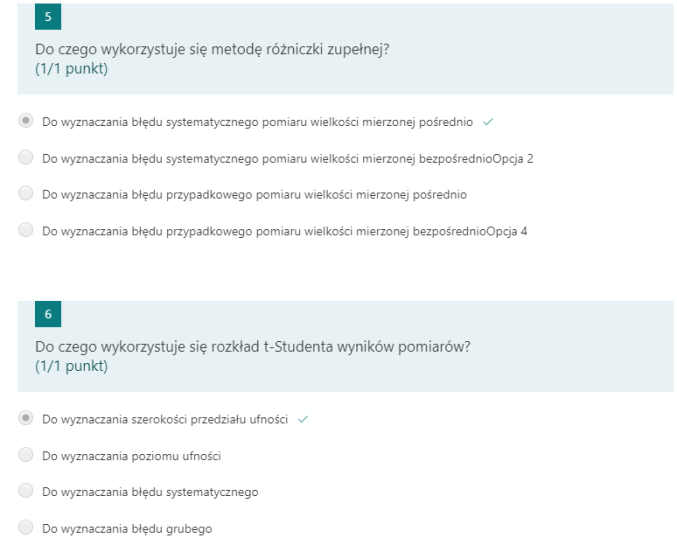 5
Do czego wykorzystuje się metodę różniczki zupełnej?
(1/1 punkt)
Do wyznaczania błędu systematycznego pomiaru wielkości mierzonej pośrednio
Do wyznaczania błędu systematycznego pomiaru wielkości mierzonej bezpośrednioOpcja 2
Do wyznaczania błędu przypadkowego pomiaru wielkości mierzonej pośrednio
Do wyznaczania błędu przypadkowego pomiaru wielkości mierzonej bezpośrednioOpcja 4
6
Do czego wykorzystuje się rozkład t-Studenta wyników pomiarów?
(1/1 punkt)
Do wyznaczania szerokości przedziału ufności
Do wyznaczania poziomu ufności
Do wyznaczania błędu systematycznego
Do wyznaczania błędu grubego